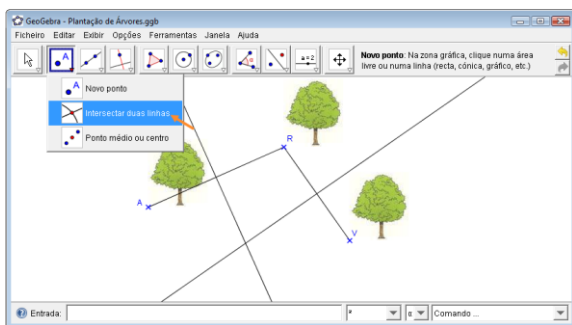 GeoGebra - Plantação de Árvores.ggb
Ficheiro Editar Exibir Opções Ferramentas Janela Ajuda
A
a=2
Novo ponto: Na zona gráfica, clique numa área
livre ou numa linha (recta, cónica, gráfico, etc.)
A Novo ponto
Intersectar duas linhas
Ponto médio ou centro
R
A
V
Entrada:
Comando ...